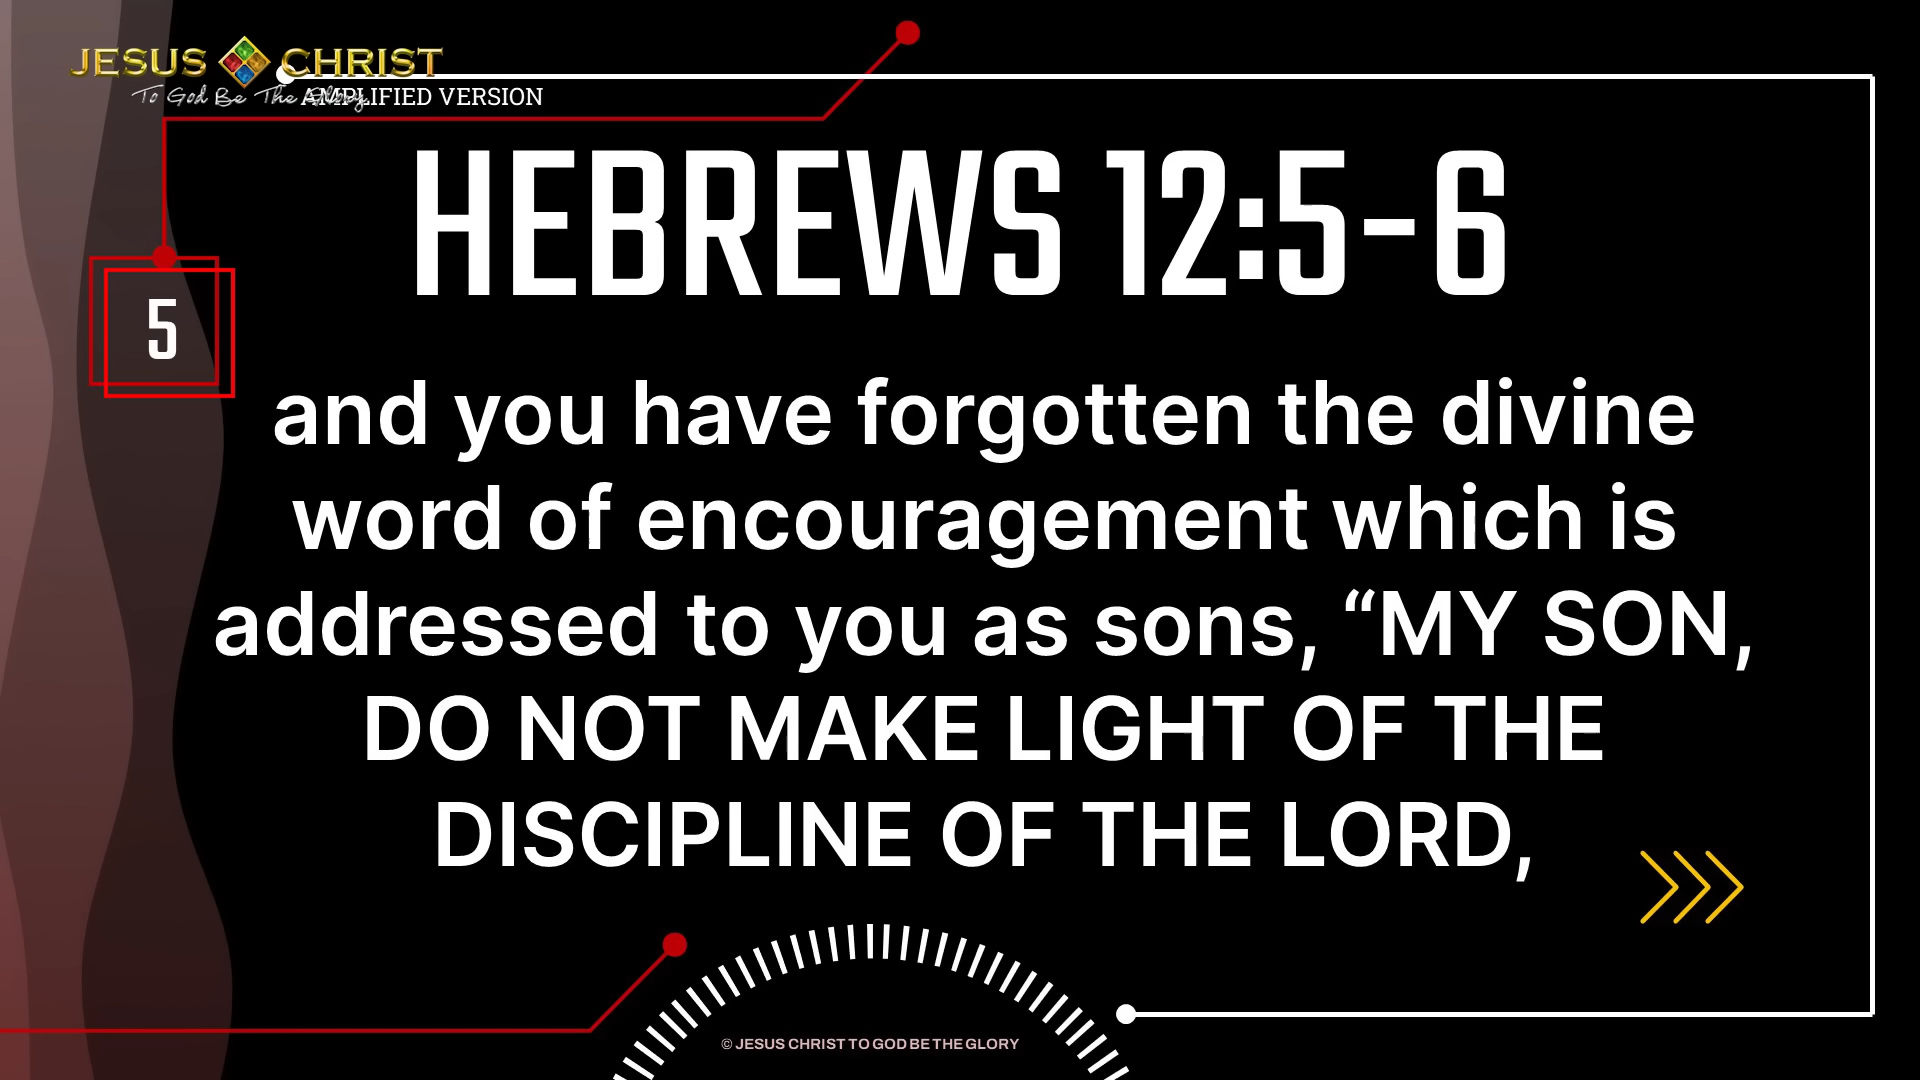 JESUS CHRIST
To God Be The Glory
AMPLIFIED VERSION
HEBREWS 12:5-6
5
and you have forgotten the divine
word of encouragement which is
addressed to you as sons, “MY SON,
DO NOT MAKE LIGHT OF THE
DISCIPLINE OF THE LORD,
© JESUS CHRIST TO GOD BE THE GLORY